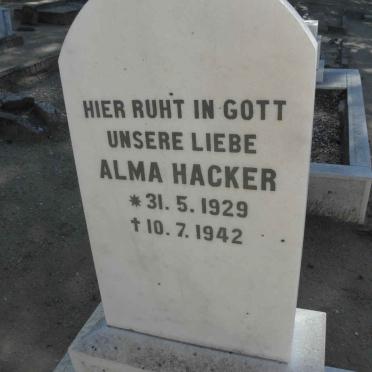 HIER RUHT IN GOTT
UNSERE LIEBE
ALMA HACKER
* 31. 5. 1929
† 10. 7. 1942